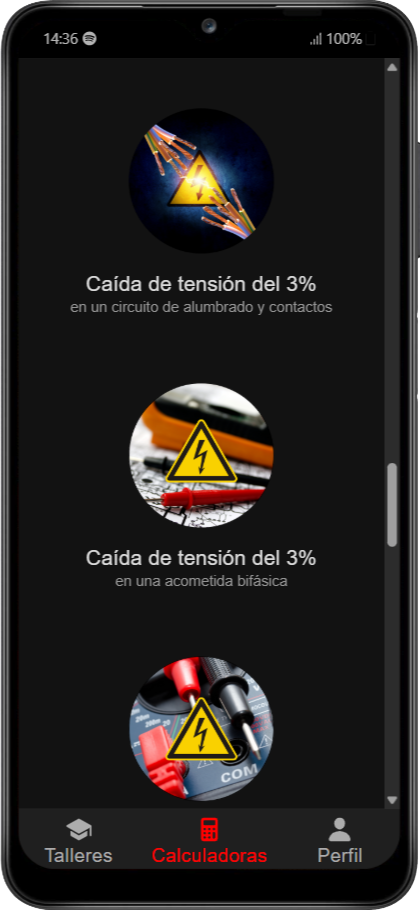 14:36
100%
Caída de tensión del 3%
en un circuito de alumbrado y contactos
Caída de tensión del 3%
en una acometida bifásica
COM
Talleres
Calculadoras
Perfil